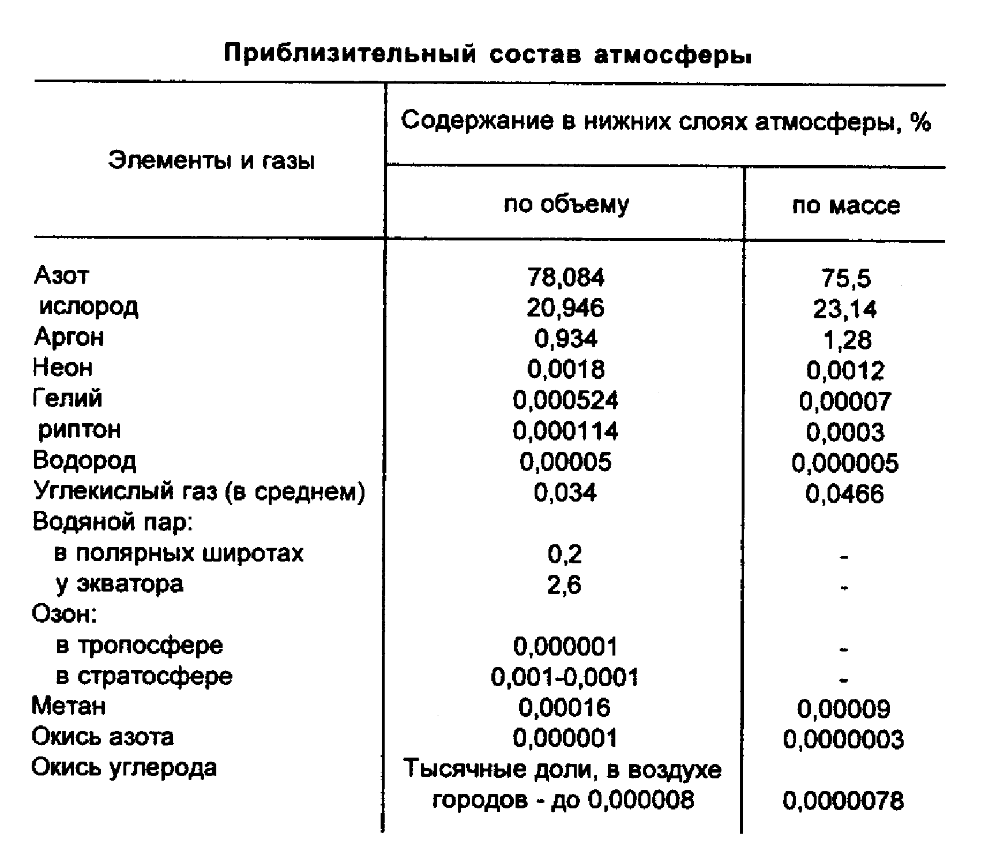 Приблизительный состав атмосферы
Элементы и газы
Содержание в нижних слоях атмосферы, %
по объему по массе
Азот 78,084 75,5
ислород 20,946 23,14
Аргон 0,934 1,28
Неон 0,0018 0,0012
Гелий 0,000524 0,00007
риптон 0,000114 0,0003
Водород 0,00005 0,000005
Углекислый газ (в среднем) 0,034 0,0466
Водяной пар:
в полярных широтах 0,2 -
у экватора 2,6 -
Озон:
в тропосфере 0,000001 -
в стратосфере 0,001-0,0001 -
Метан 0,00016 0,00009
Окись азота 0,000001 0,0000003
Окись углерода Тысячные доли, в воздухе
городов - до 0,000008 0,0000078